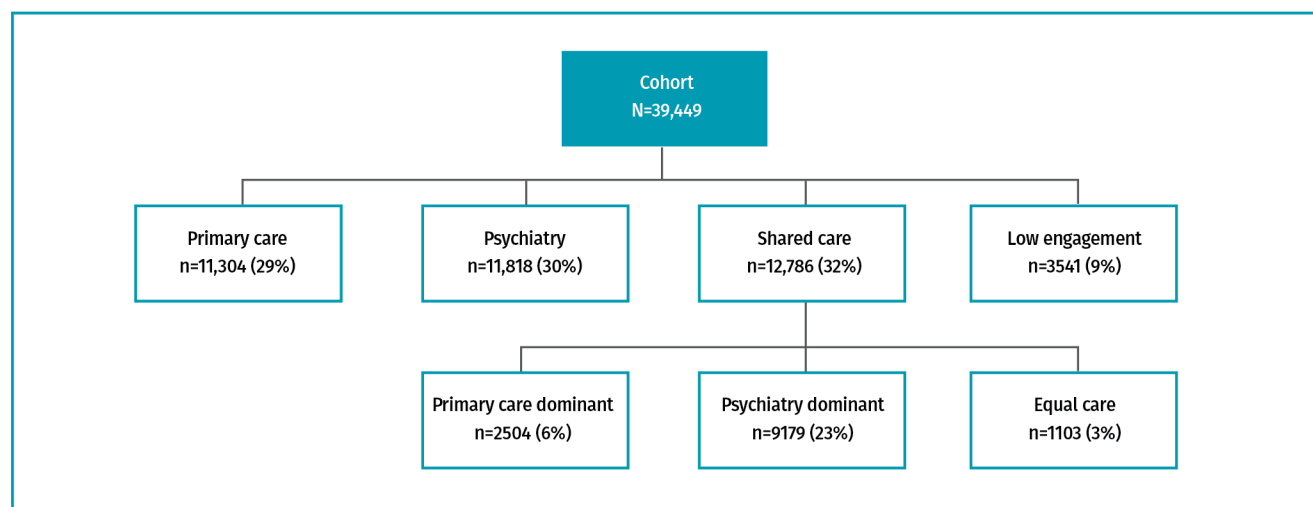 Cohort
N=39,449
Primary care
n=11,304 (29%)
Psychiatry
n=11,818 (30%)
Shared care
n=12,786 (32%)
Low engagement
n=3541 (9%)
Primary care dominant
n=2504 (6%)
Psychiatry dominant
n=9179 (23%)
Equal care
n=1103 (3%)